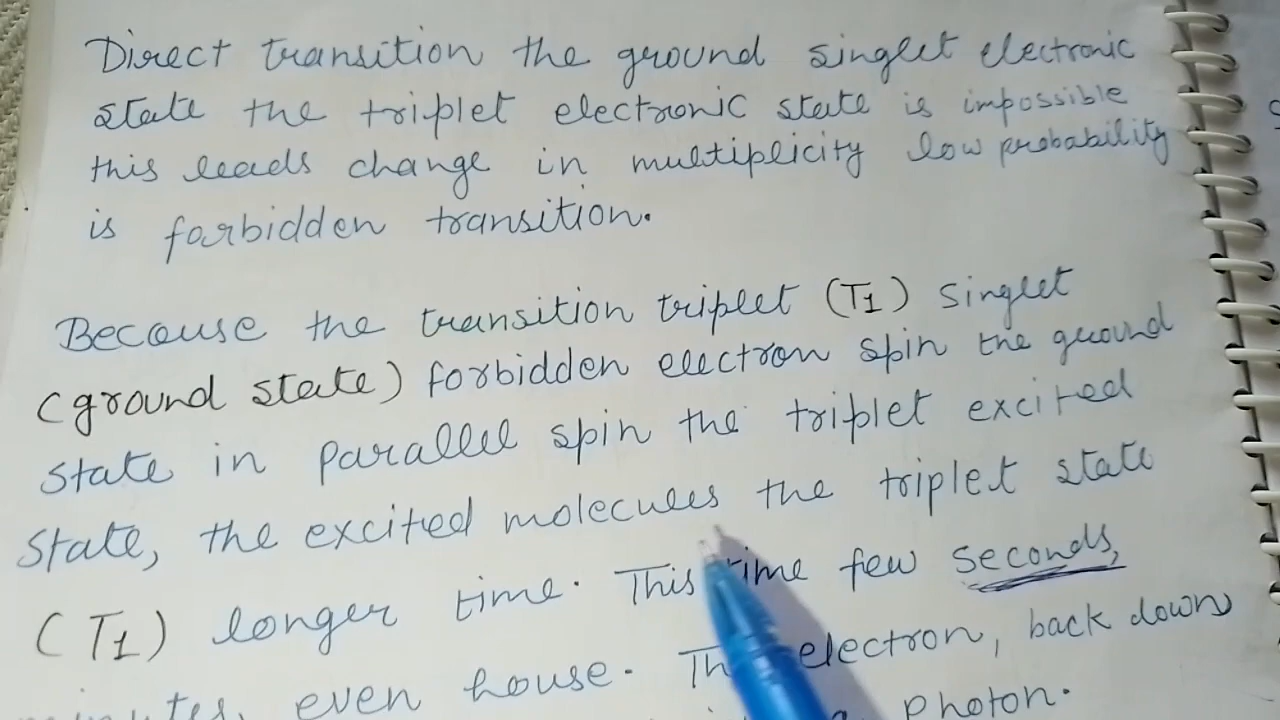 Direct transition the ground singlet electronic
state the triplet electronic state is impossible
this leads change in multiplicity low probability
is forbidden transition.
Because the transition triplet (T1) singlet
(ground state) forbidden electron spin the ground
state in parallel spin the triplet excited
state, the excited molecules the triplet state
(T1) longer time. This time few seconds,
minutes, even house. The electron, back down
photon.